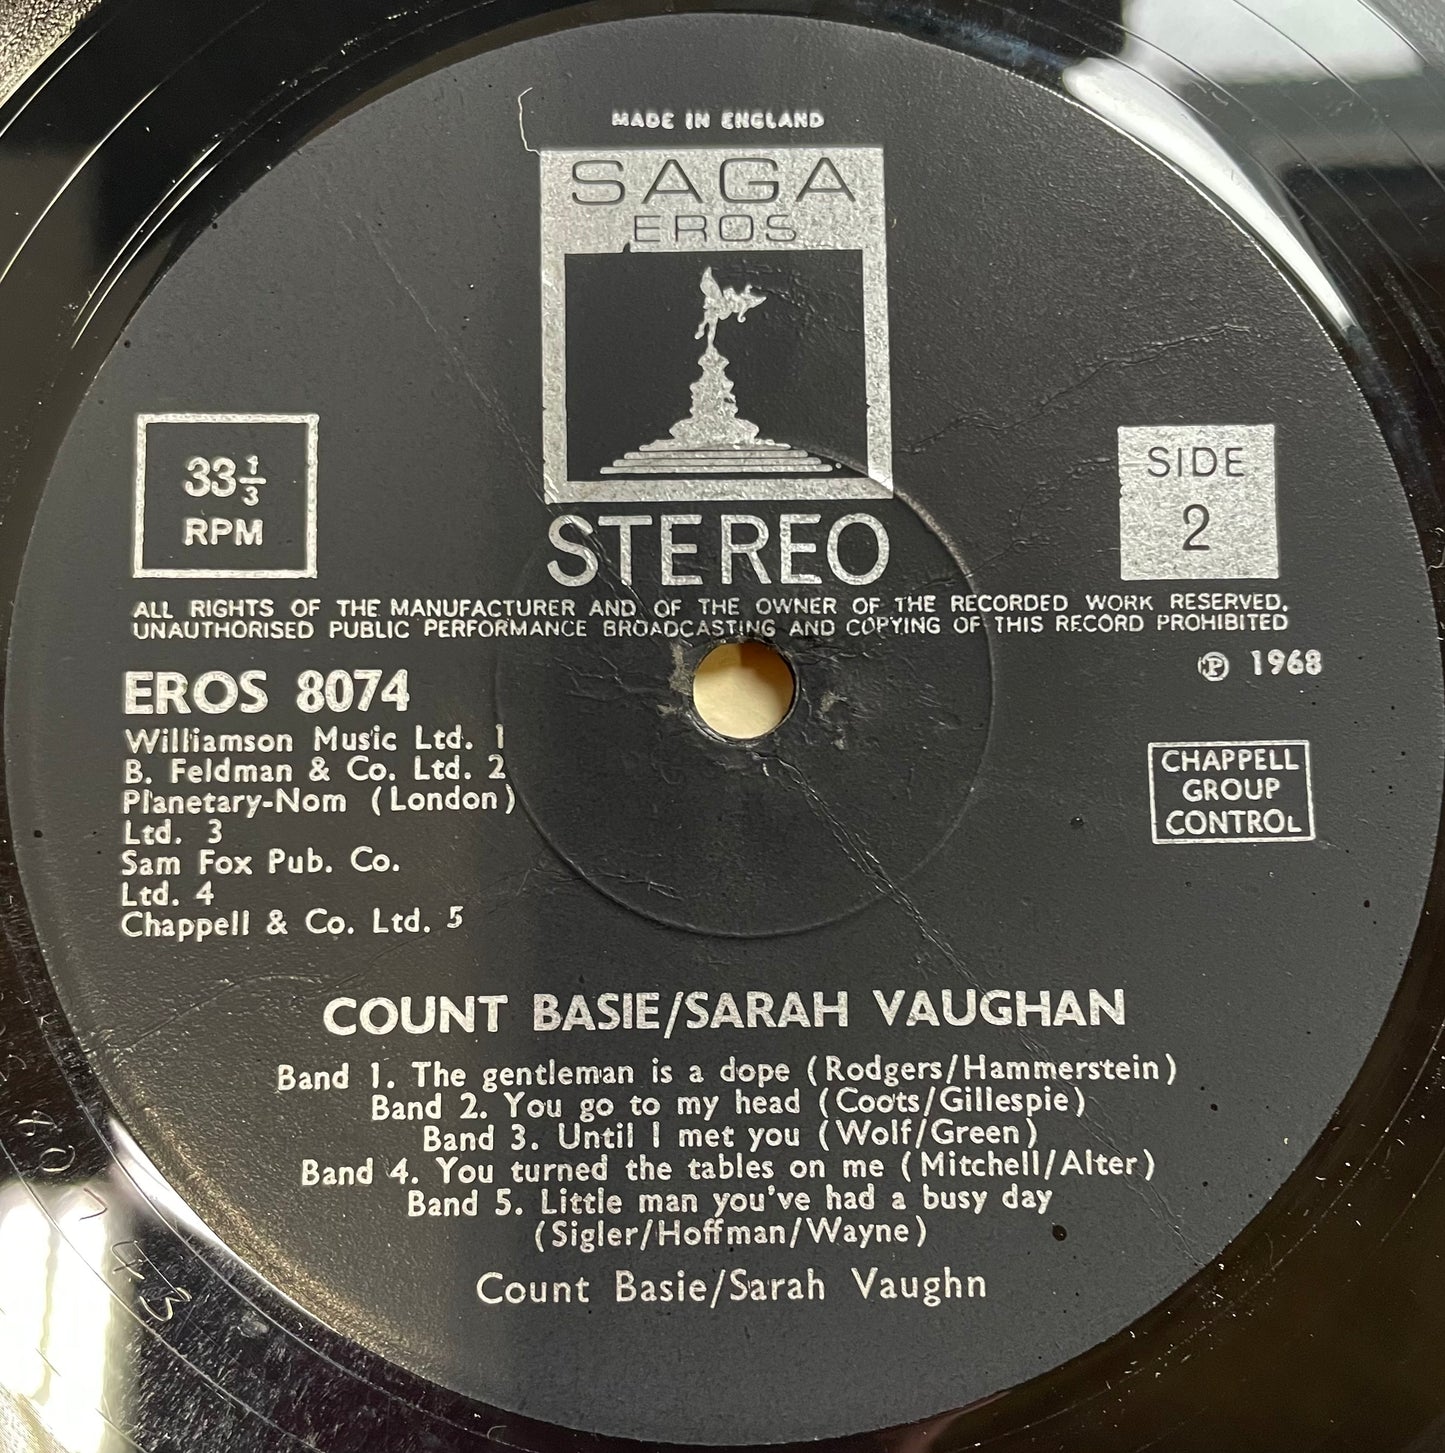 MADE IN ENGLAND
SAGA
EROS
33 1/3
RPM
STEREO
SIDE
2
ALL RIGHTS OF THE MANUFACTURER AND OF THE OWNER OF THE RECORDED WORK RESERVED.
UNAUTHORISED PUBLIC PERFORMANCE BROADCASTING AND COPYING OF THIS RECORD PROHIBITED
℗ 1968
EROS 8074
Williamson Music Ltd. 1
B. Feldman & Co. Ltd. 2
Planetary-Nom (London)
Ltd. 3
Sam Fox Pub. Co.
Ltd. 4
Chappell & Co. Ltd. 5
CHAPPELL
GROUP
CONTROL
COUNT BASIE/SARAH VAUGHAN
Band 1. The gentleman is a dope (Rodgers/Hammerstein)
Band 2. You go to my head (Coots/Gillespie)
Band 3. Until I met you (Wolf/Green)
Band 4. You turned the tables on me (Mitchell/Alter)
Band 5. Little man you've had a busy day
(Sigler/Hoffman/Wayne)
Count Basie/Sarah Vaughn